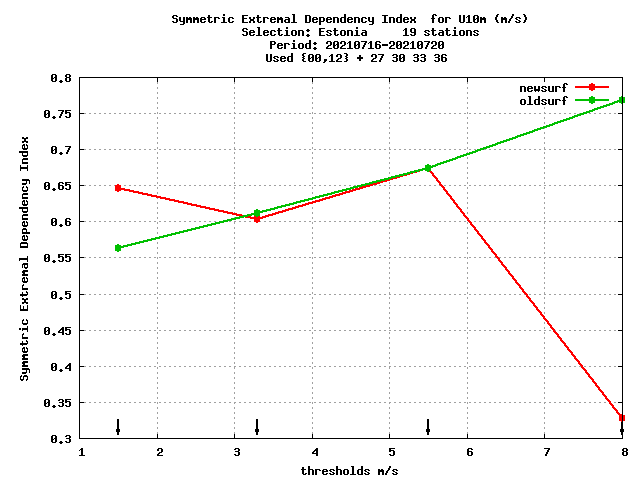 Symmetric Extremal Dependency Index  for U10m (m/s)
Selection: Estonia     19 stations
Period: 20210716-20210720
Used {00,12} + 27 30 33 36
newsurf
oldsurf
Symmetric Extremal Dependency Index
0.8
0.75
0.7
0.65
0.6
0.55
0.5
0.45
0.4
0.35
0.3
1 2 3 4 5 6 7 8
thresholds m/s